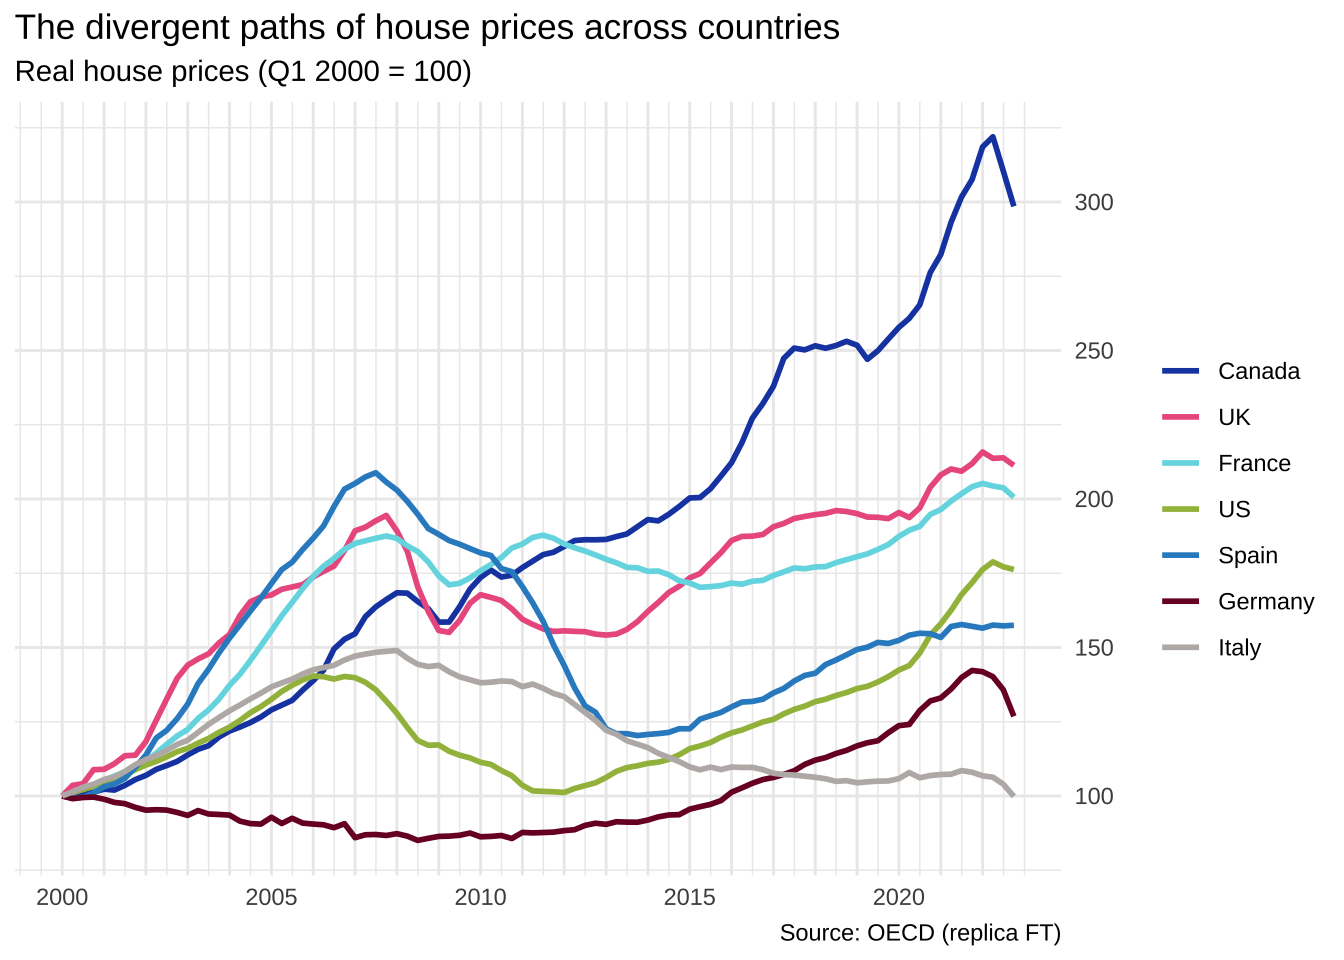 The divergent paths of house prices across countries
Real house prices (Q1 2000 = 100)
300
250
200
150
100
2000 2005 2010 2015 2020
Canada
UK
France
US
Spain
Germany
Italy
Source: OECD (replica FT)